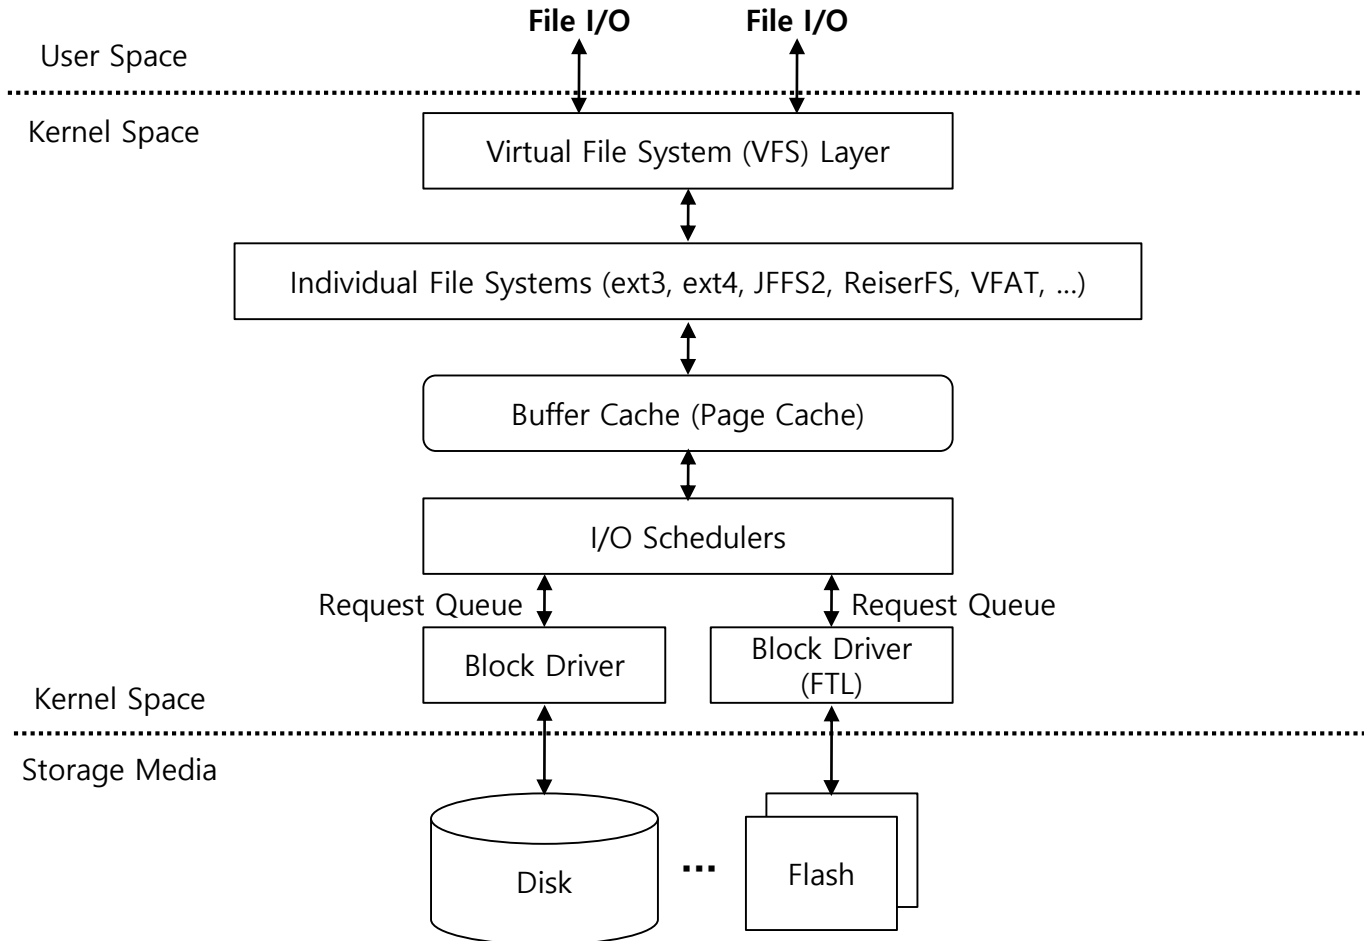 File I/O File I/O
User Space
Kernel Space
Virtual File System (VFS) Layer
Individual File Systems (ext3, ext4, JFFS2, ReiserFS, VFAT, ...)
Buffer Cache (Page Cache)
I/O Schedulers
Request Queue Request Queue
Block Driver
Block Driver
(FTL)
Kernel Space
Storage Media
Disk
...
Flash